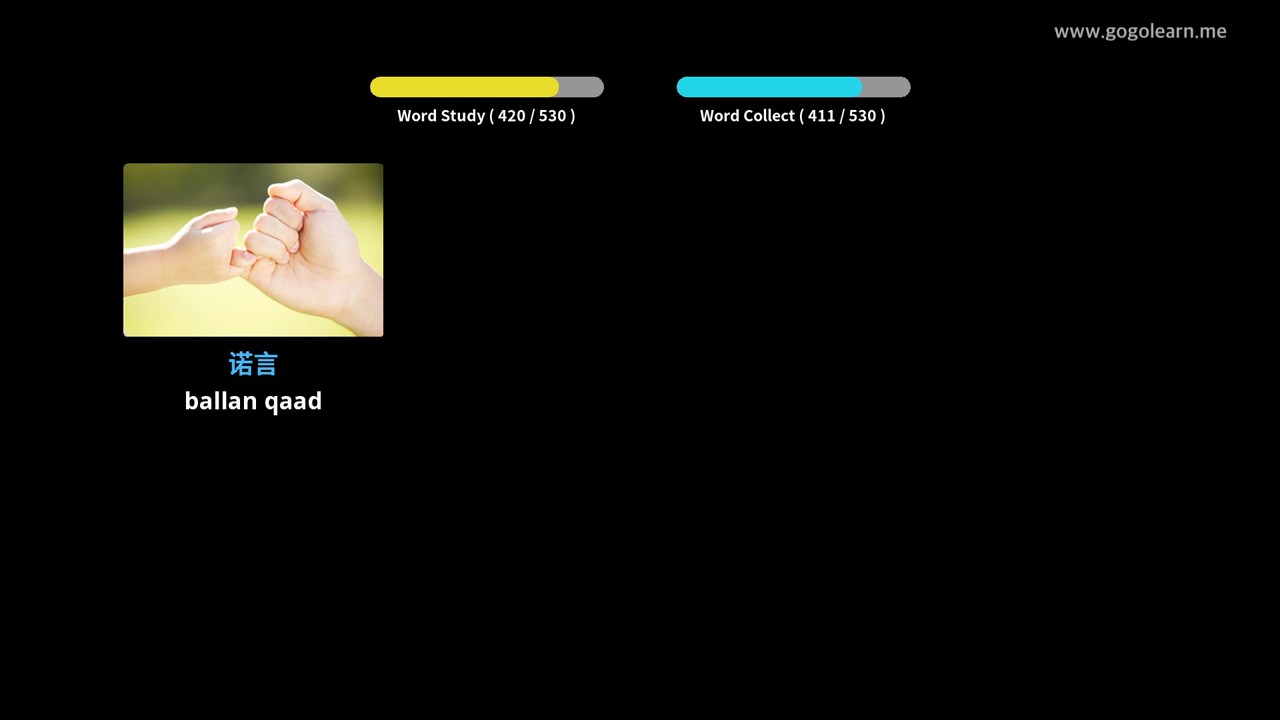 www.gogolearn.me
Word Study ( 420 / 530 )
Word Collect ( 411 / 530 )
诺言
ballan qaad